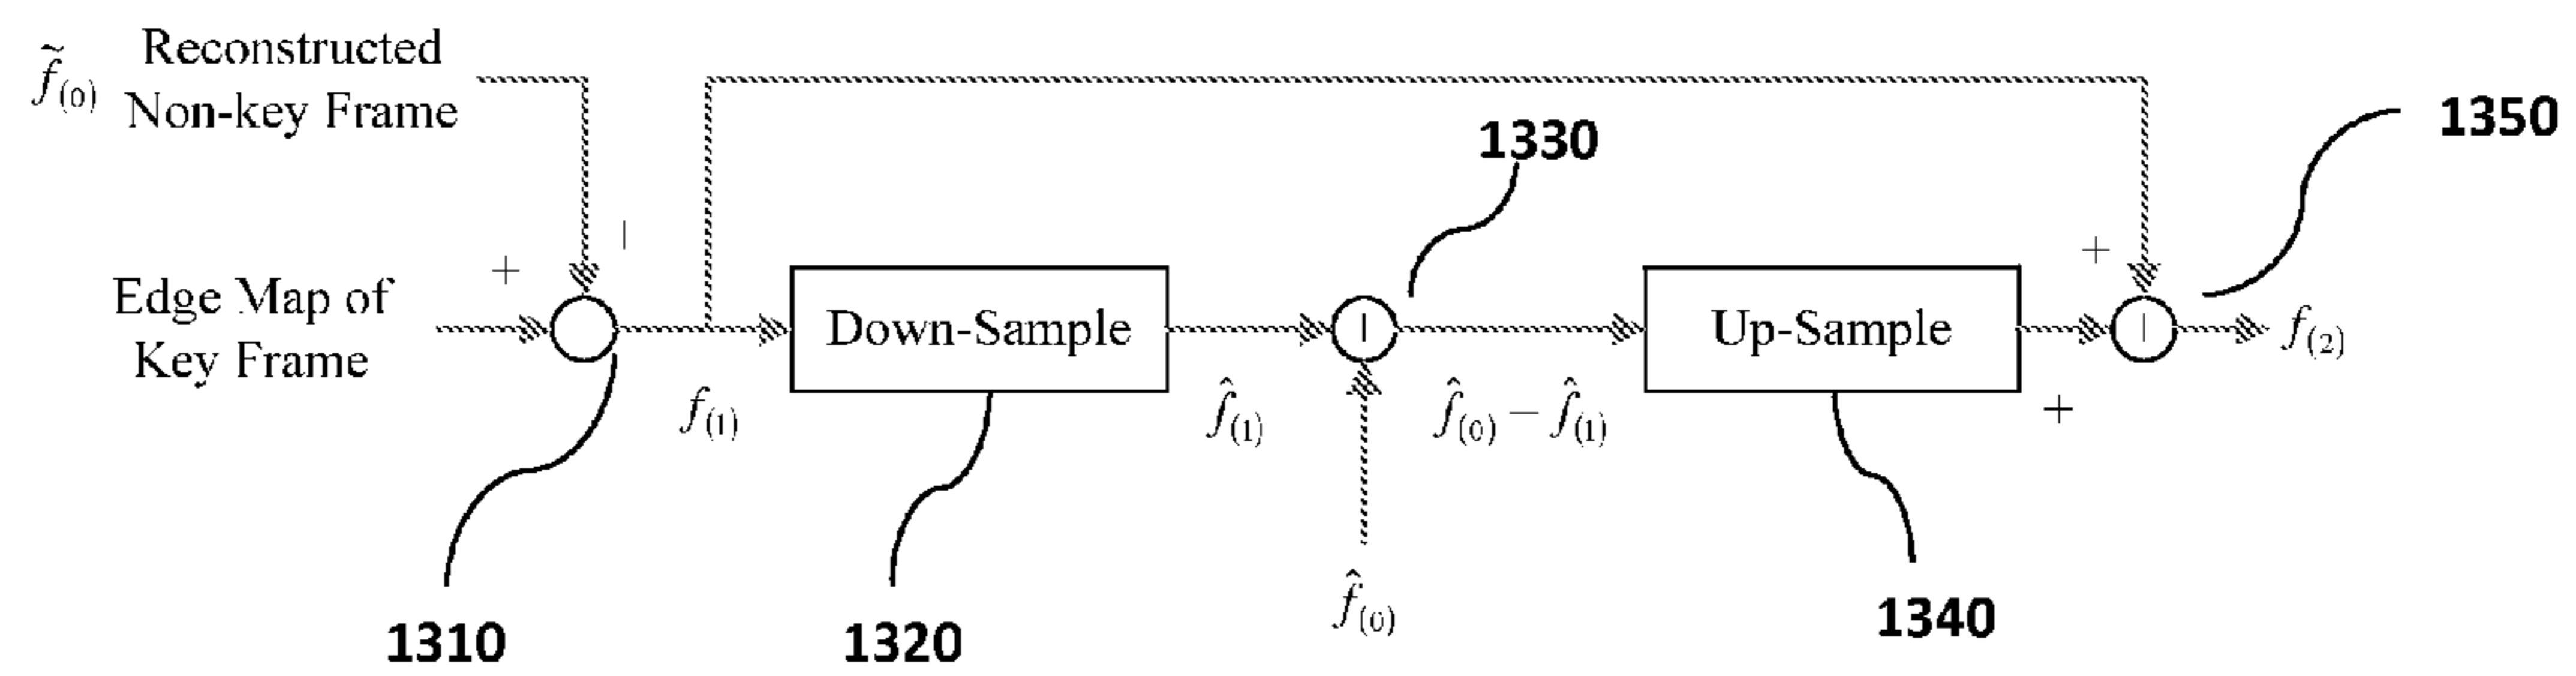 f̃(0) Reconstructed
Non-key Frame
1330
1350
+ |
+
Edge Map of
Key Frame
Down-Sample
|
Up-Sample
|
f(2)
f(1)
f̂(1)
f̂(0) − f̂(1)
+
f̂(0)
1310
1320
1340